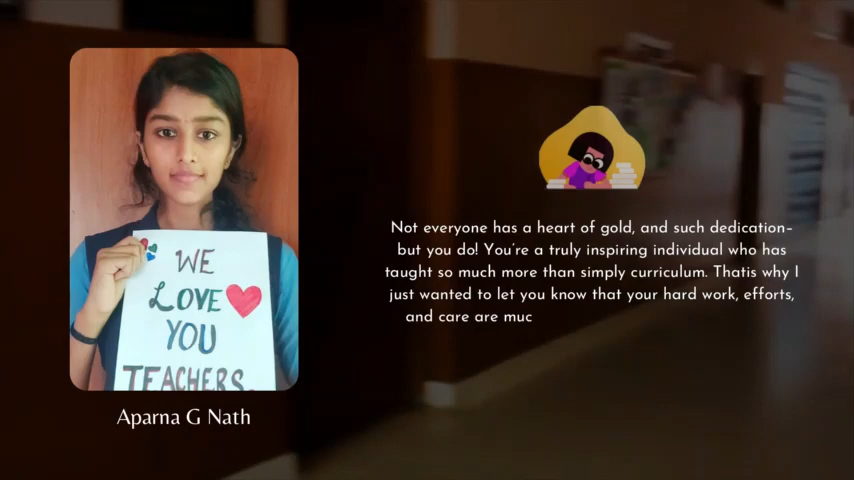 WE
LOVE
YOU
TEACHERS.
Aparna G Nath
Not everyone has a heart of gold, and such dedication–
but you do! You're a truly inspiring individual who has
taught so much more than simply curriculum. Thatis why I
just wanted to let you know that your hard work, efforts,
and care are muc